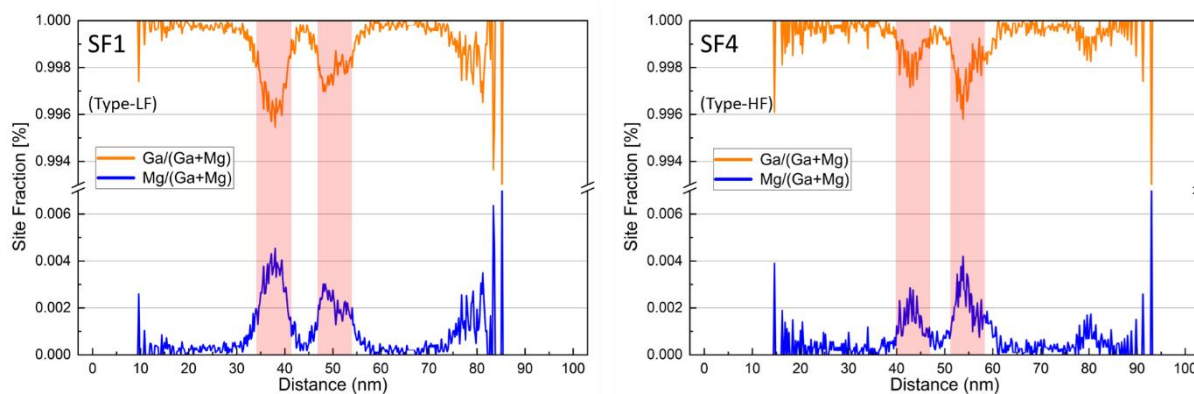 SF1
(Type-LF)
Ga/(Ga+Mg)
Mg/(Ga+Mg)
Site Fraction [%]
1.000
0.998
0.996
0.994
0.006
0.004
0.002
0.000
0 10 20 30 40 50 60 70 80 90 100
Distance (nm)
SF4
(Type-HF)
Ga/(Ga+Mg)
Mg/(Ga+Mg)
Site Fraction [%]
1.000
0.998
0.996
0.994
0.006
0.004
0.002
0.000
0 10 20 30 40 50 60 70 80 90 100
Distance (nm)